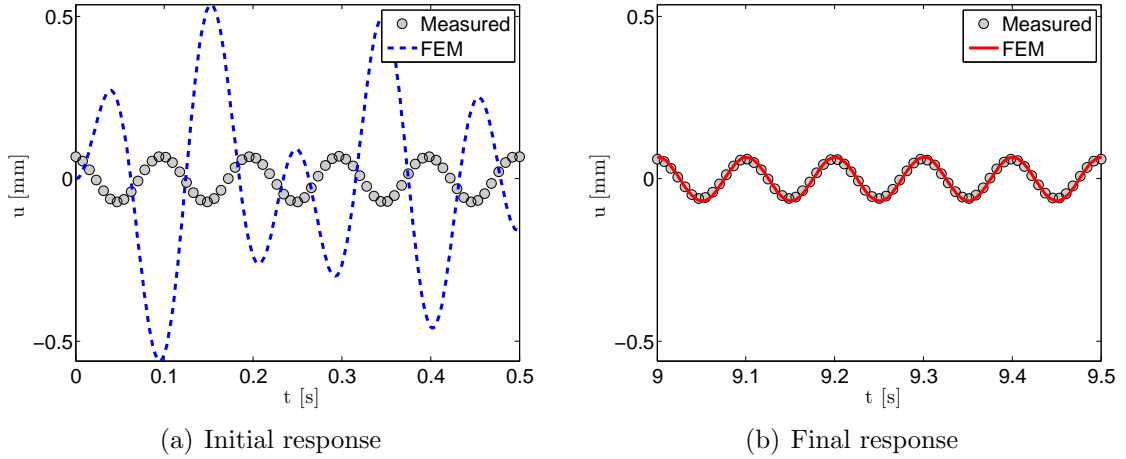 0.5
0
−0.5
u [mm]
0 0.1 0.2 0.3 0.4 0.5
t [s]
Measured
FEM
(a) Initial response
0.5
0
−0.5
u [mm]
9 9.1 9.2 9.3 9.4 9.5
t [s]
Measured
FEM
(b) Final response